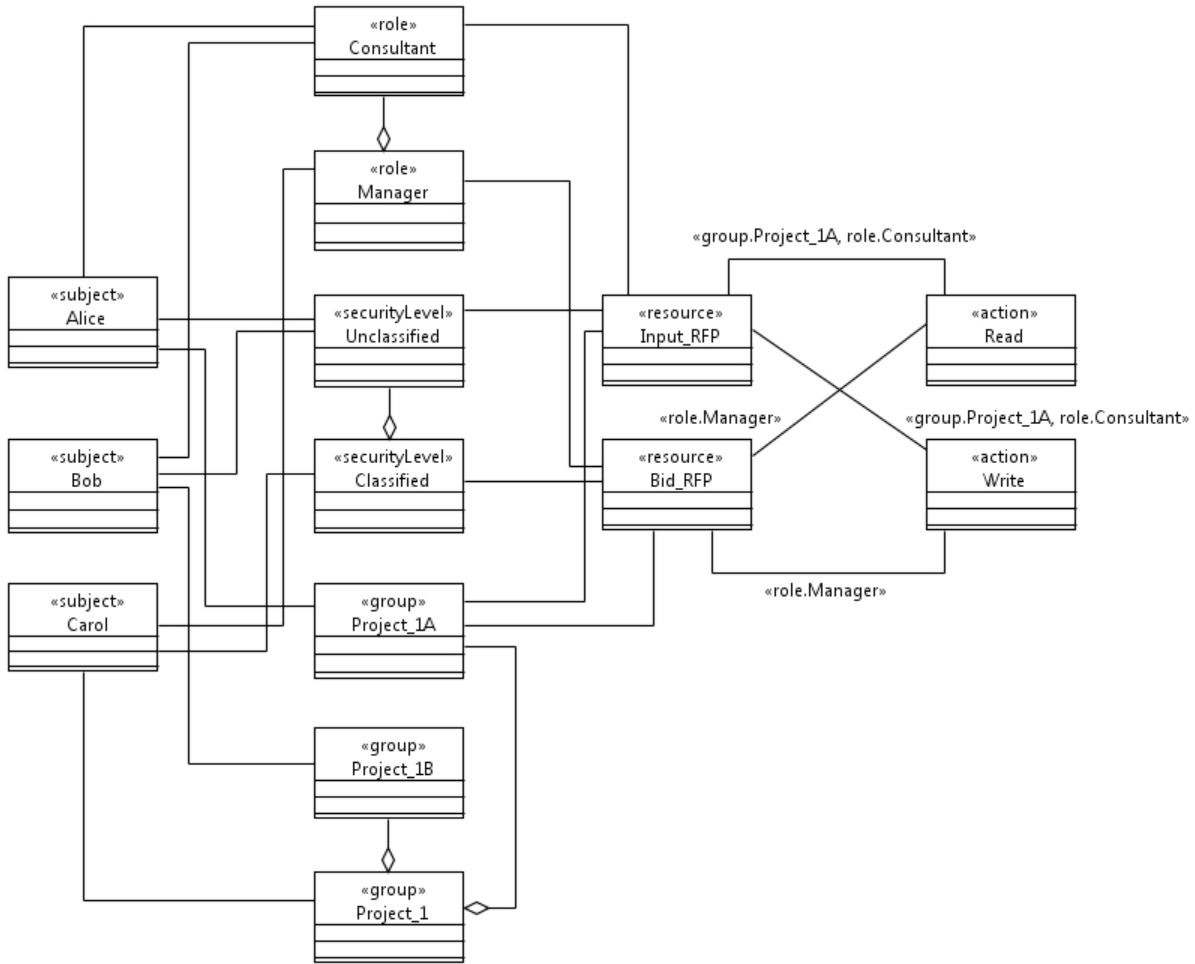 «role»
Consultant
«role»
Manager
«group.Project_1A, role.Consultant»
«subject»
Alice
«securityLevel»
Unclassified
«resource»
Input_RFP
«action»
Read
«role.Manager»
«group.Project_1A, role.Consultant»
«subject»
Bob
«securityLevel»
Classified
«resource»
Bid_RFP
«action»
Write
«role.Manager»
«subject»
Carol
«group»
Project_1A
«group»
Project_1B
«group»
Project_1